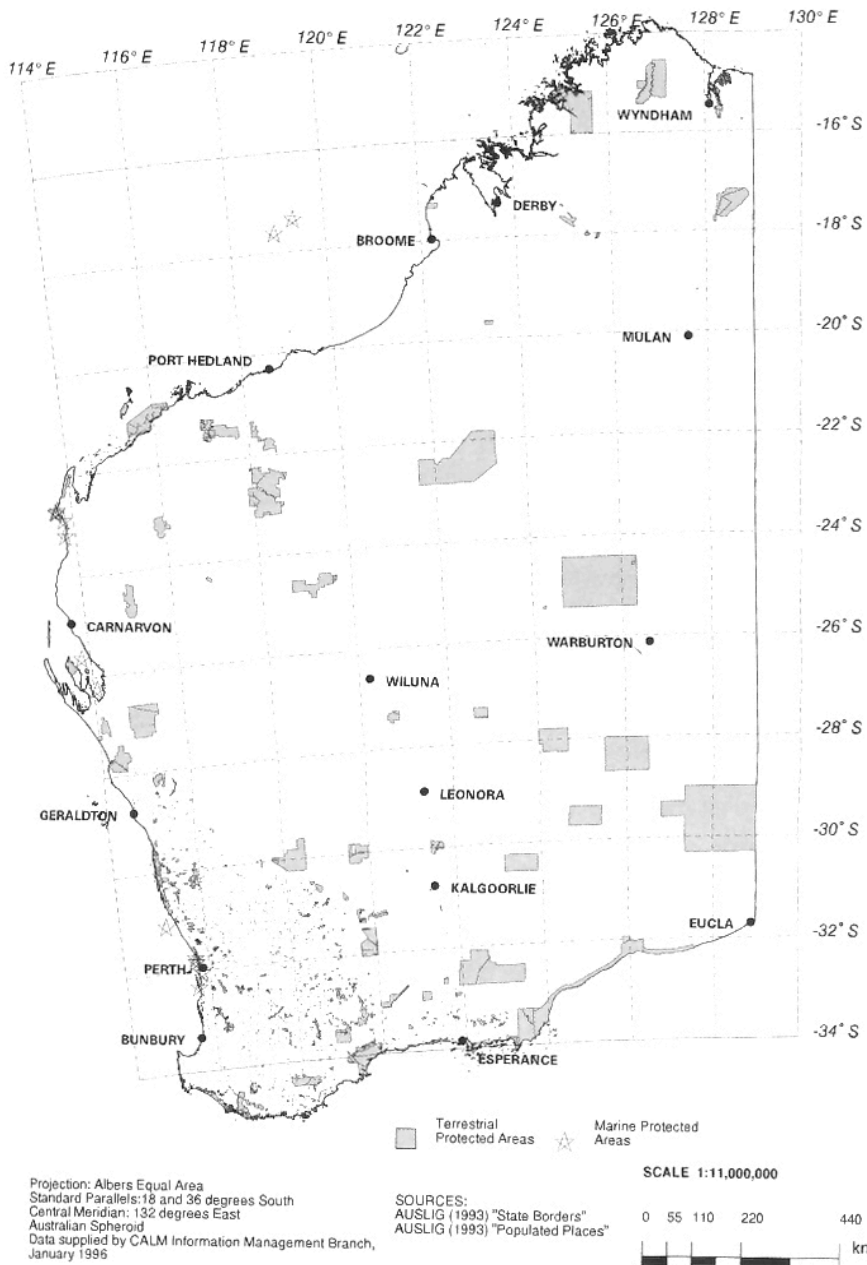 114° E
116° E
118° E
120° E
122° E
124° E
126° E
128° E
130° E
WYNDHAM
-16° S
DERBY
BROOME
-18° S
-20° S
MULAN
PORT HEDLAND
-22° S
-24° S
CARNARVON
WARBURTON
-26° S
WILUNA
-28° S
LEONORA
GERALDTON
-30° S
KALGOORLIE
EUCLA
-32° S
PERTH
BUNBURY
-34° S
ESPERANCE
Terrestrial
Protected Areas
Marine Protected
Areas
Projection: Albers Equal Area
Standard Parallels:18 and 36 degrees South
Central Meridian: 132 degrees East
Australian Spheroid
Data supplied by CALM Information Management Branch,
January 1996
SOURCES:
AUSLIG (1993) "State Borders"
AUSLIG (1993) "Populated Places"
SCALE 1:11,000,000
0 55 110 220 440
km